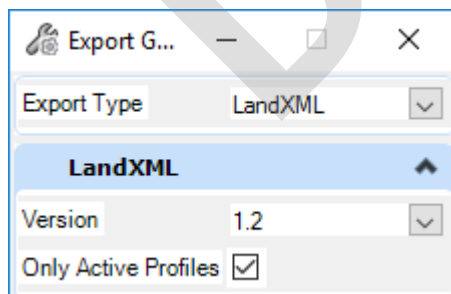 Export G...
Export Type LandXML
LandXML
Version 1.2
Only Active Profiles